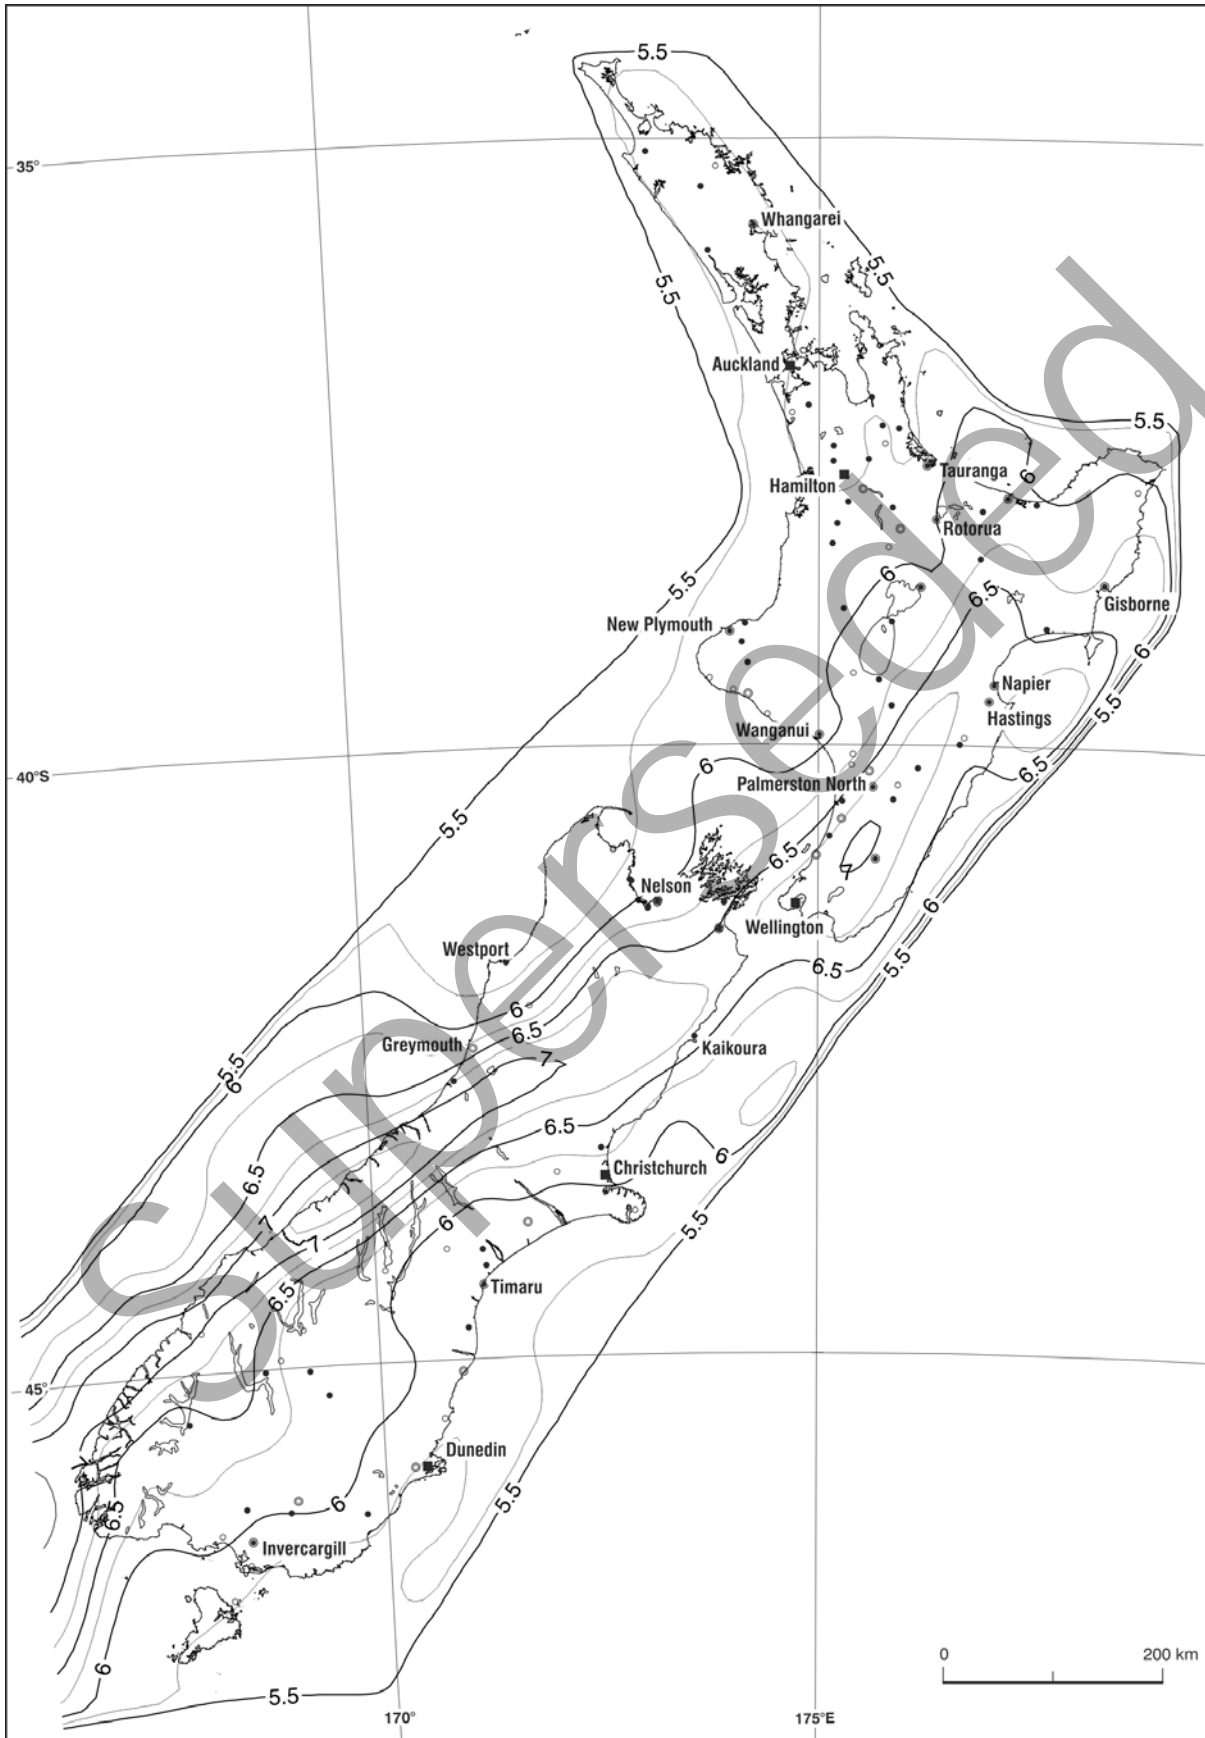 5.5
35°
Whangarei
5.5
5.5
Auckland
5.5
Tauranga
6
Hamilton
Rotorua
6
5.5
6.5
Gisborne
New Plymouth
6
Napier
5.5
Hastings
Wanganui
6
6.5
40°S
Palmerston North
5.5
6.5
7
Nelson
6
Wellington
Westport
6.5
5.5
6
6.5
Greymouth
Kaikoura
7
5.5
6
6.5
6
Christchurch
6.5
7
6
5.5
7
Timaru
6.5
45°
Dunedin
5.5
6
6.5
Invercargill
0 200 km
6
5.5
170°
175°E
Superseded